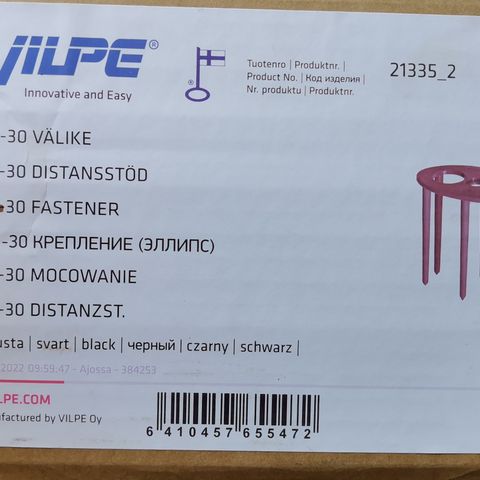 VILPE®
Innovative and Easy
®
Tuotenro | Produktnr. |
Product No. | Код изделия |
Nr. produktu | Produktnr.
21335_2
-30 VÄLIKE
-30 DISTANSSTÖD
-30 FASTENER
-30 КРЕПЛЕНИЕ (ЭЛЛИПС)
-30 MOCOWANIE
-30 DISTANZST.
usta | svart | black | черный | czarny | schwarz |
2022 09:59:47 - Ajossa - 384253
LPE.COM
ufactured by VILPE Oy
6 410457 655472